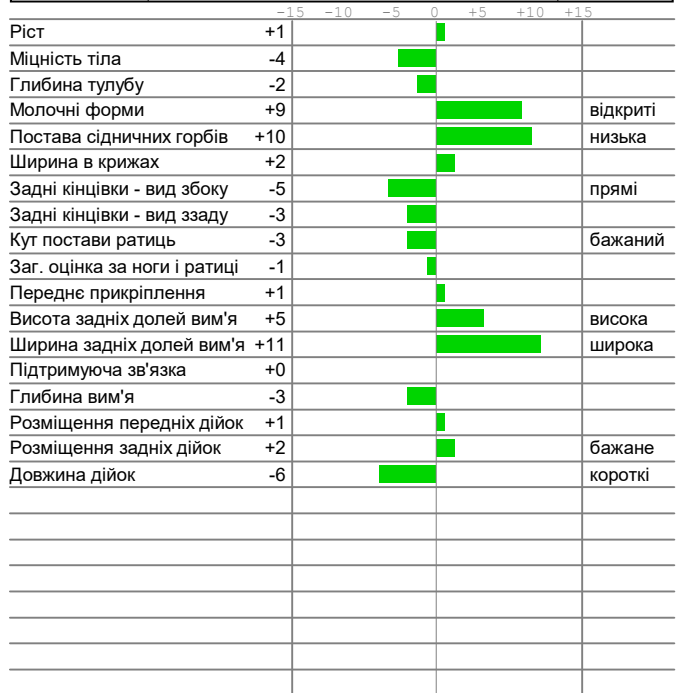 -15 -10 -5 0 +5 +10 +15
Ріст +1
Міцність тіла -4
Глибина тулубу -2
Молочні форми +9 відкриті
Постава сідничних горбів +10 низька
Ширина в крижах +2
Задні кінцівки - вид збоку -5 прямі
Задні кінцівки - вид ззаду -3
Кут постави ратиць -3 бажаний
Заг. оцінка за ноги і ратиці -1
Переднє прикріплення +1
Висота задніх долей вим'я +5 висока
Ширина задніх долей вим'я +11 широка
Підтримуюча зв'язка +0
Глибина вим'я -3
Розміщення передніх дійок +1
Розміщення задніх дійок +2 бажане
Довжина дійок -6 короткі